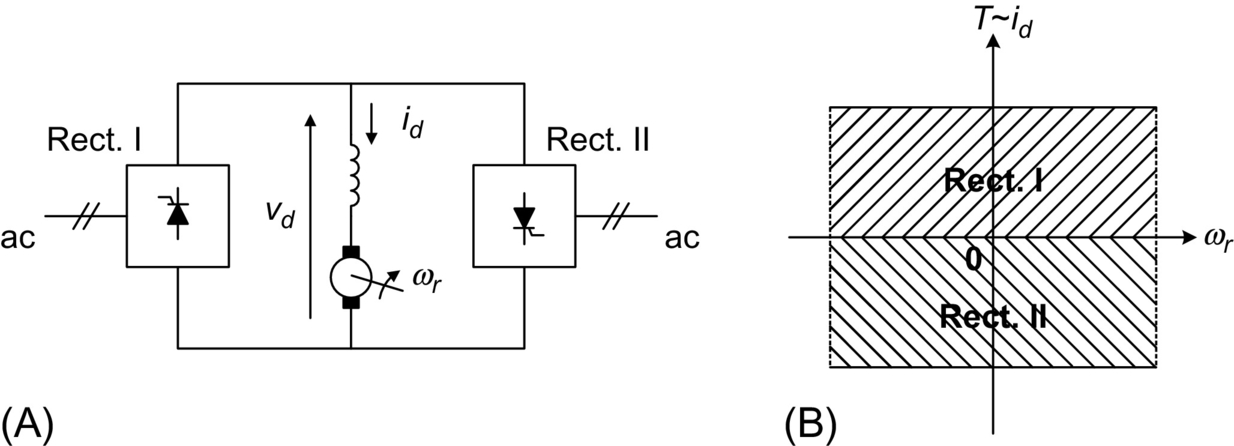 Rect. I
Rect. II
i_d
v_d
ω_r
ac
ac
(A)
T~i_d
Rect. I
ω_r
0
Rect. II
(B)